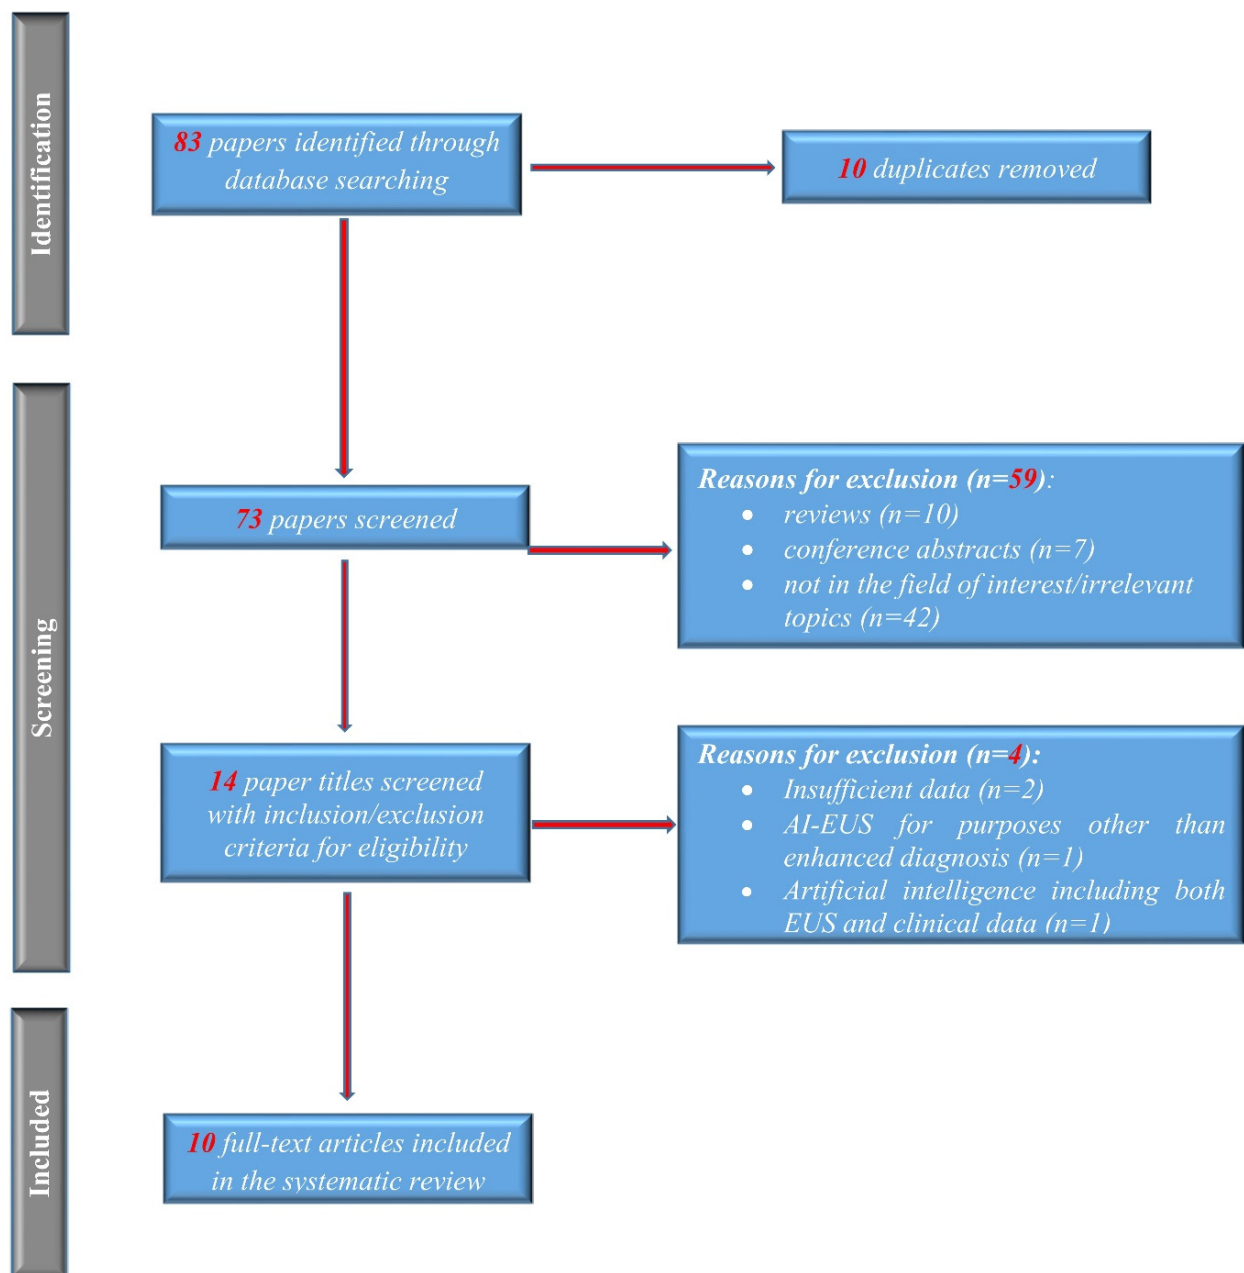 Identification
83 papers identified through
database searching
10 duplicates removed
Screening
73 papers screened
Reasons for exclusion (n=59):
• reviews (n=10)
• conference abstracts (n=7)
• not in the field of interest/irrelevant
topics (n=42)
14 paper titles screened
with inclusion/exclusion
criteria for eligibility
Reasons for exclusion (n=4):
• Insufficient data (n=2)
• AI-EUS for purposes other than
enhanced diagnosis (n=1)
• Artificial intelligence including both
EUS and clinical data (n=1)
Included
10 full-text articles included
in the systematic review